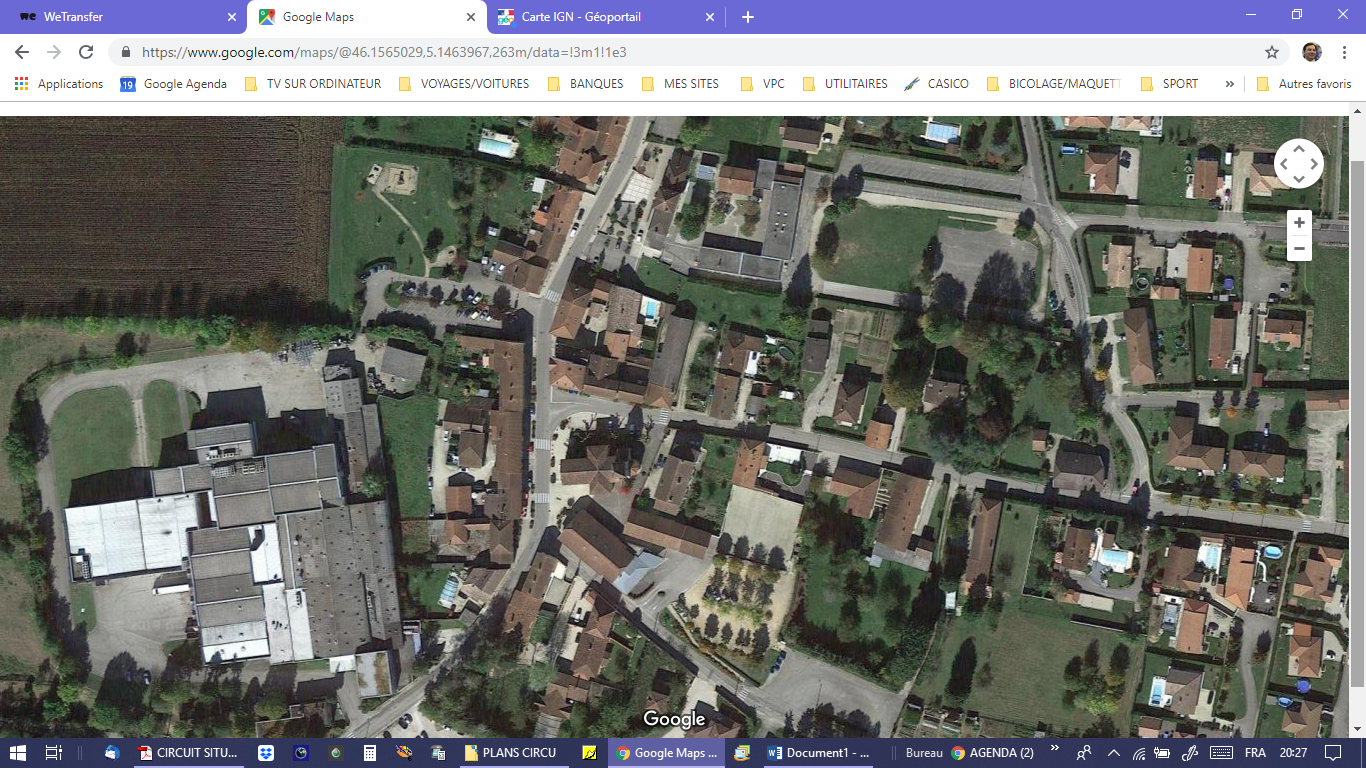 WeTransfer
Google Maps
Carte IGN - Géoportail
https://www.google.com/maps/@46.1565029,5.1463967,263m/data=!3m1!1e3
Applications
19
Google Agenda
TV SUR ORDINATEUR
VOYAGES/VOITURES
BANQUES
MES SITES
VPC
UTILITAIRES
CASICO
BICOLAGE/MAQUETT
SPORT
»
Autres favoris
Google
CIRCUIT SITU...
PLANS CIRCU
Google Maps ...
Document1 - ...
Bureau
AGENDA (2)
»
FRA
20:27